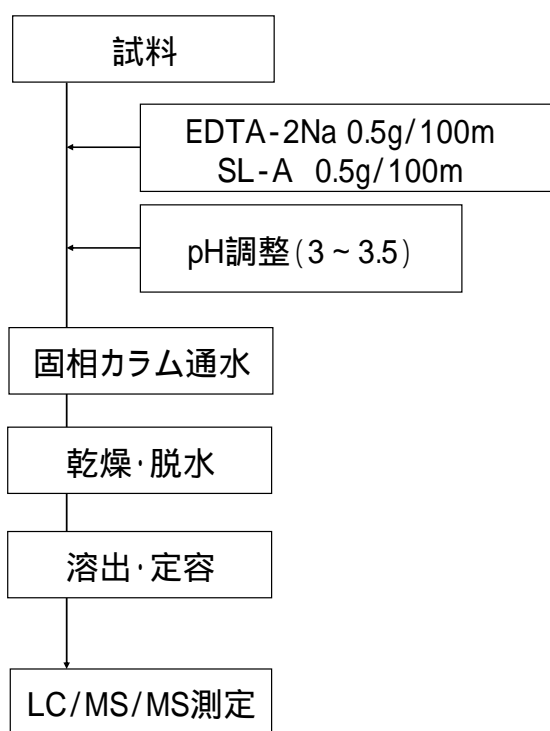 試料
EDTA-2Na 0.5g/100m
SL-A 0.5g/100m
pH調整(3~3.5)
固相カラム通水
乾燥・脱水
溶出・定容
LC/MS/MS測定